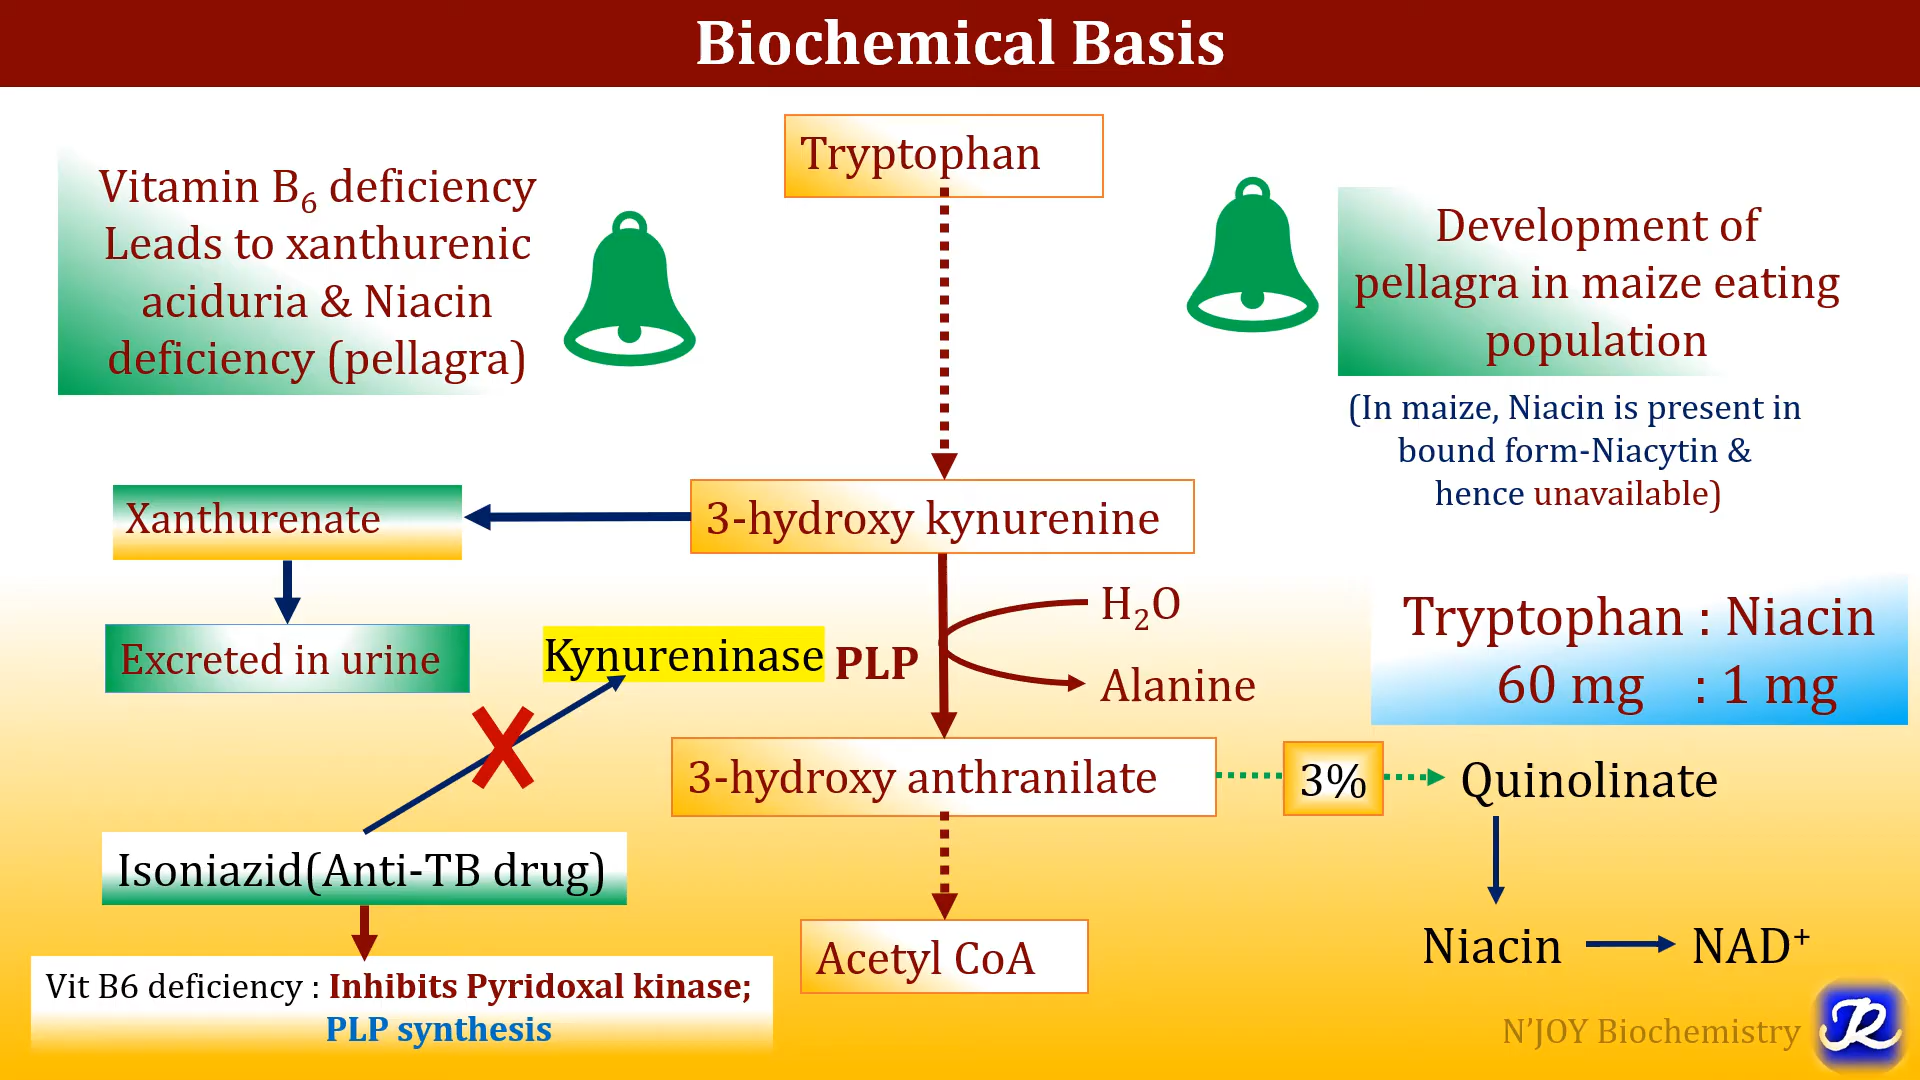 Biochemical Basis
Tryptophan
Vitamin B₆ deficiency
Leads to xanthurenic
aciduria & Niacin
deficiency (pellagra)
Development of
pellagra in maize eating
population
(In maize, Niacin is present in
bound form-Niacytin &
hence unavailable)
Xanthurenate
3-hydroxy kynurenine
Excreted in urine
Kynureninase PLP
H₂O
Alanine
Tryptophan : Niacin
60 mg : 1 mg
3-hydroxy anthranilate
3%
Quinolinate
Isoniazid(Anti-TB drug)
Acetyl CoA
Niacin
NAD⁺
Vit B6 deficiency : Inhibits Pyridoxal kinase;
PLP synthesis
N'JOY Biochemistry
R